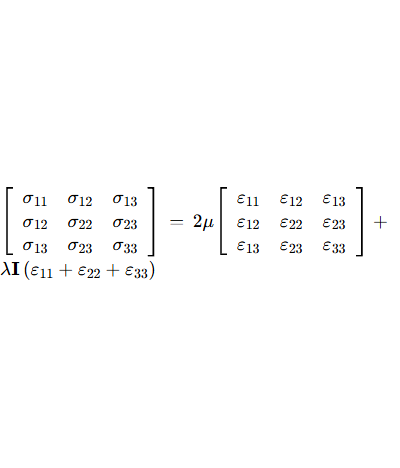 [ σ₁₁ σ₁₂ σ₁₃
σ₁₂ σ₂₂ σ₂₃
σ₁₃ σ₂₃ σ₃₃ ] = 2μ [ ε₁₁ ε₁₂ ε₁₃
ε₁₂ ε₂₂ ε₂₃
ε₁₃ ε₂₃ ε₃₃ ] +
λI (ε₁₁ + ε₂₂ + ε₃₃)